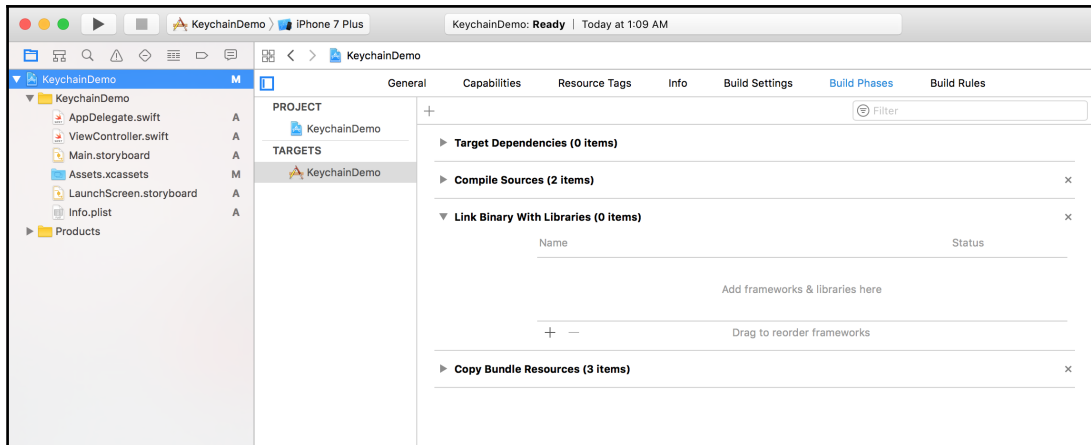 KeychainDemo iPhone 7 Plus
KeychainDemo: Ready | Today at 1:09 AM
KeychainDemo
KeychainDemo M
KeychainDemo
AppDelegate.swift A
ViewController.swift A
Main.storyboard A
Assets.xcassets M
LaunchScreen.storyboard A
Info.plist A
Products
General Capabilities Resource Tags Info Build Settings Build Phases Build Rules
PROJECT
KeychainDemo
TARGETS
KeychainDemo
Filter
Target Dependencies (0 items)
Compile Sources (2 items)
Link Binary With Libraries (0 items)
Name Status
Add frameworks & libraries here
Drag to reorder frameworks
Copy Bundle Resources (3 items)